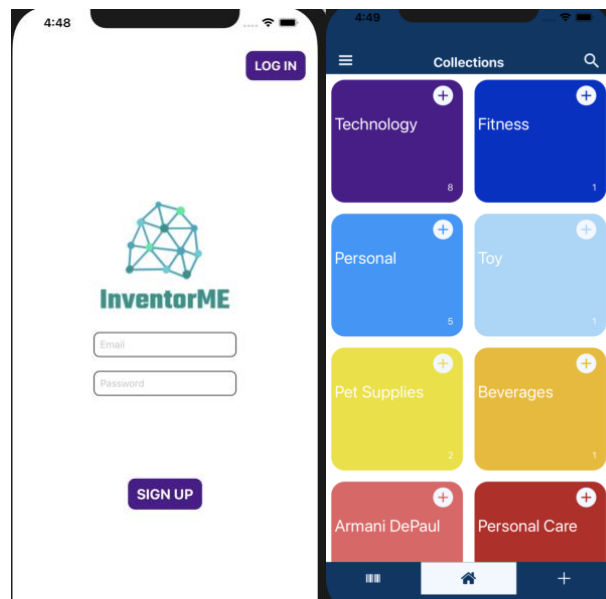 4:48
LOG IN
InventorME
Email
Password
SIGN UP
4:49
Collections
Technology
8
Fitness
1
Personal
5
Toy
1
Pet Supplies
2
Beverages
1
Armani DePaul
Personal Care